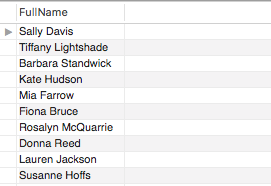 FullName
Sally Davis
Tiffany Lightshade
Barbara Standwick
Kate Hudson
Mia Farrow
Fiona Bruce
Rosalyn McQuarrie
Donna Reed
Lauren Jackson
Susanne Hoffs